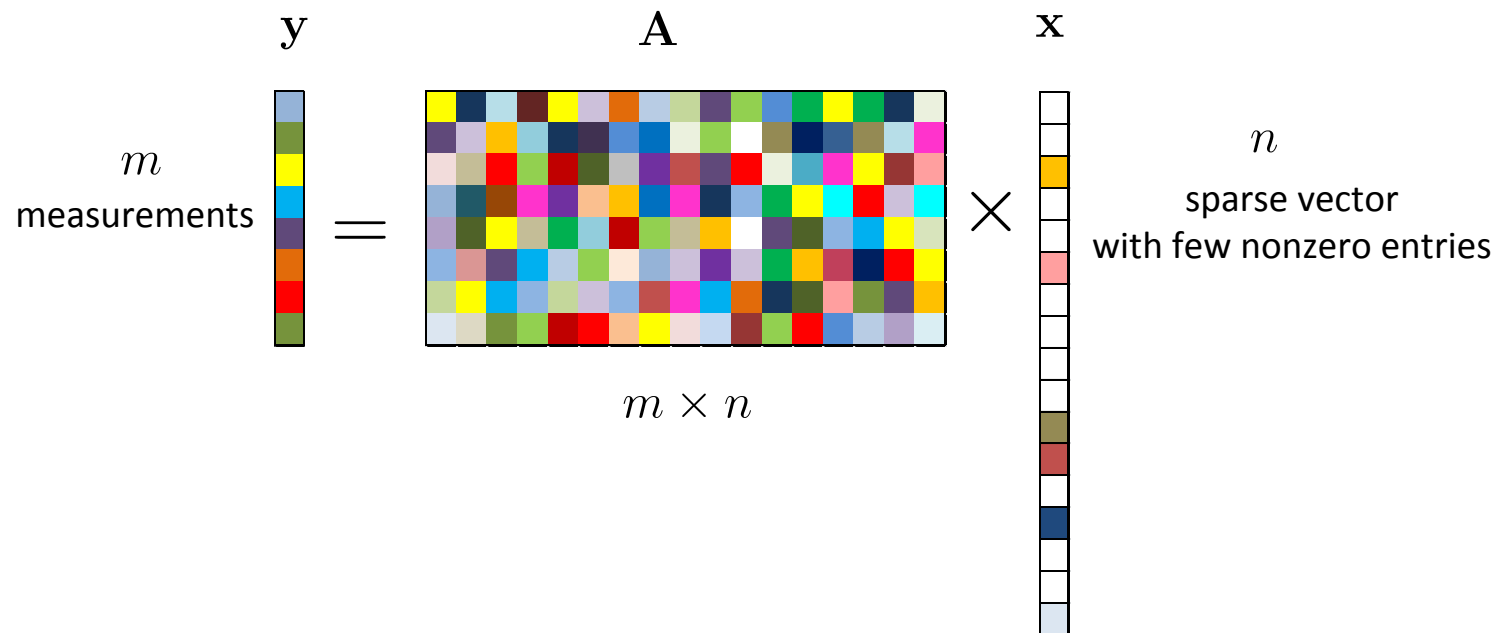 y
A
x
m
measurements
=
×
n
sparse vector
with few nonzero entries
m × n